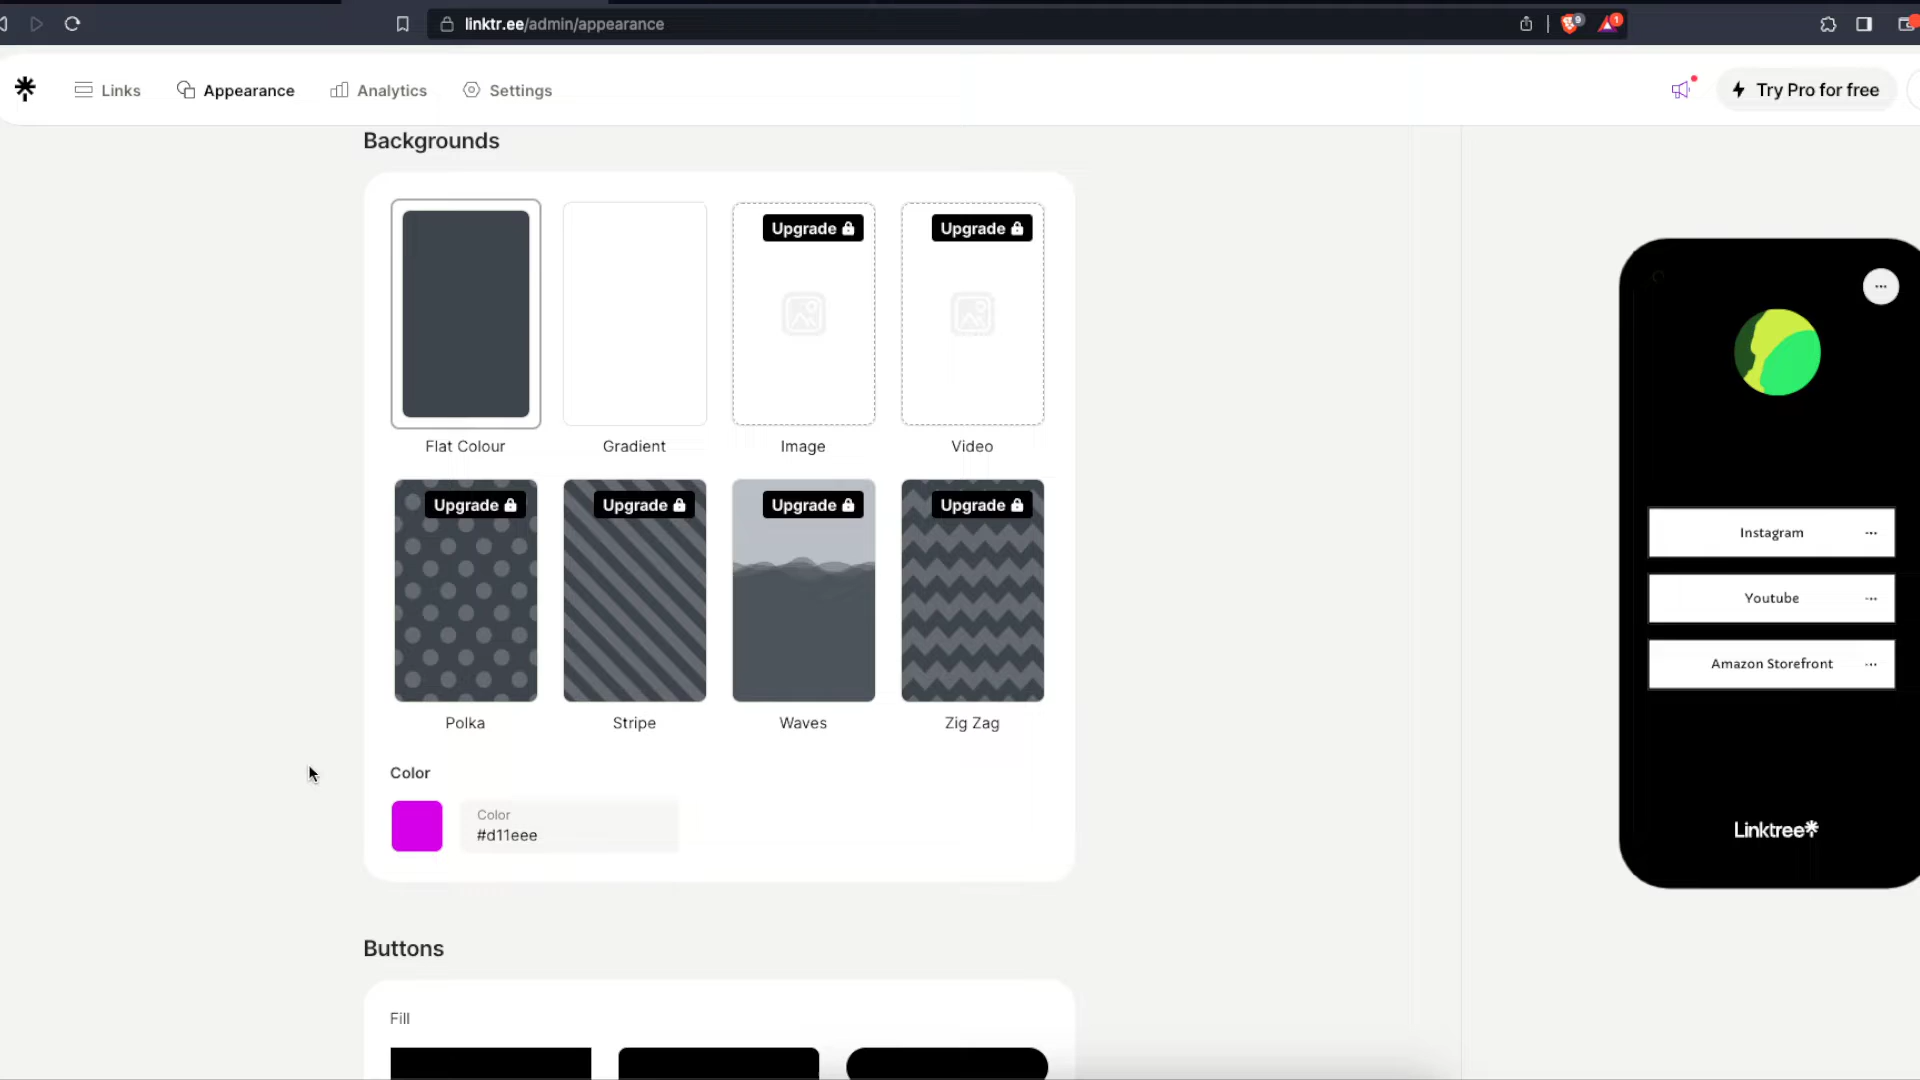 linktr.ee/admin/appearance
9
1
Links
Appearance
Analytics
Settings
Try Pro for free
Backgrounds
Upgrade
Upgrade
Flat Colour
Gradient
Image
Video
Upgrade
Upgrade
Upgrade
Upgrade
Polka
Stripe
Waves
Zig Zag
Color
Color
#d11eee
Buttons
Fill
Instagram
Youtube
Amazon Storefront
Linktree